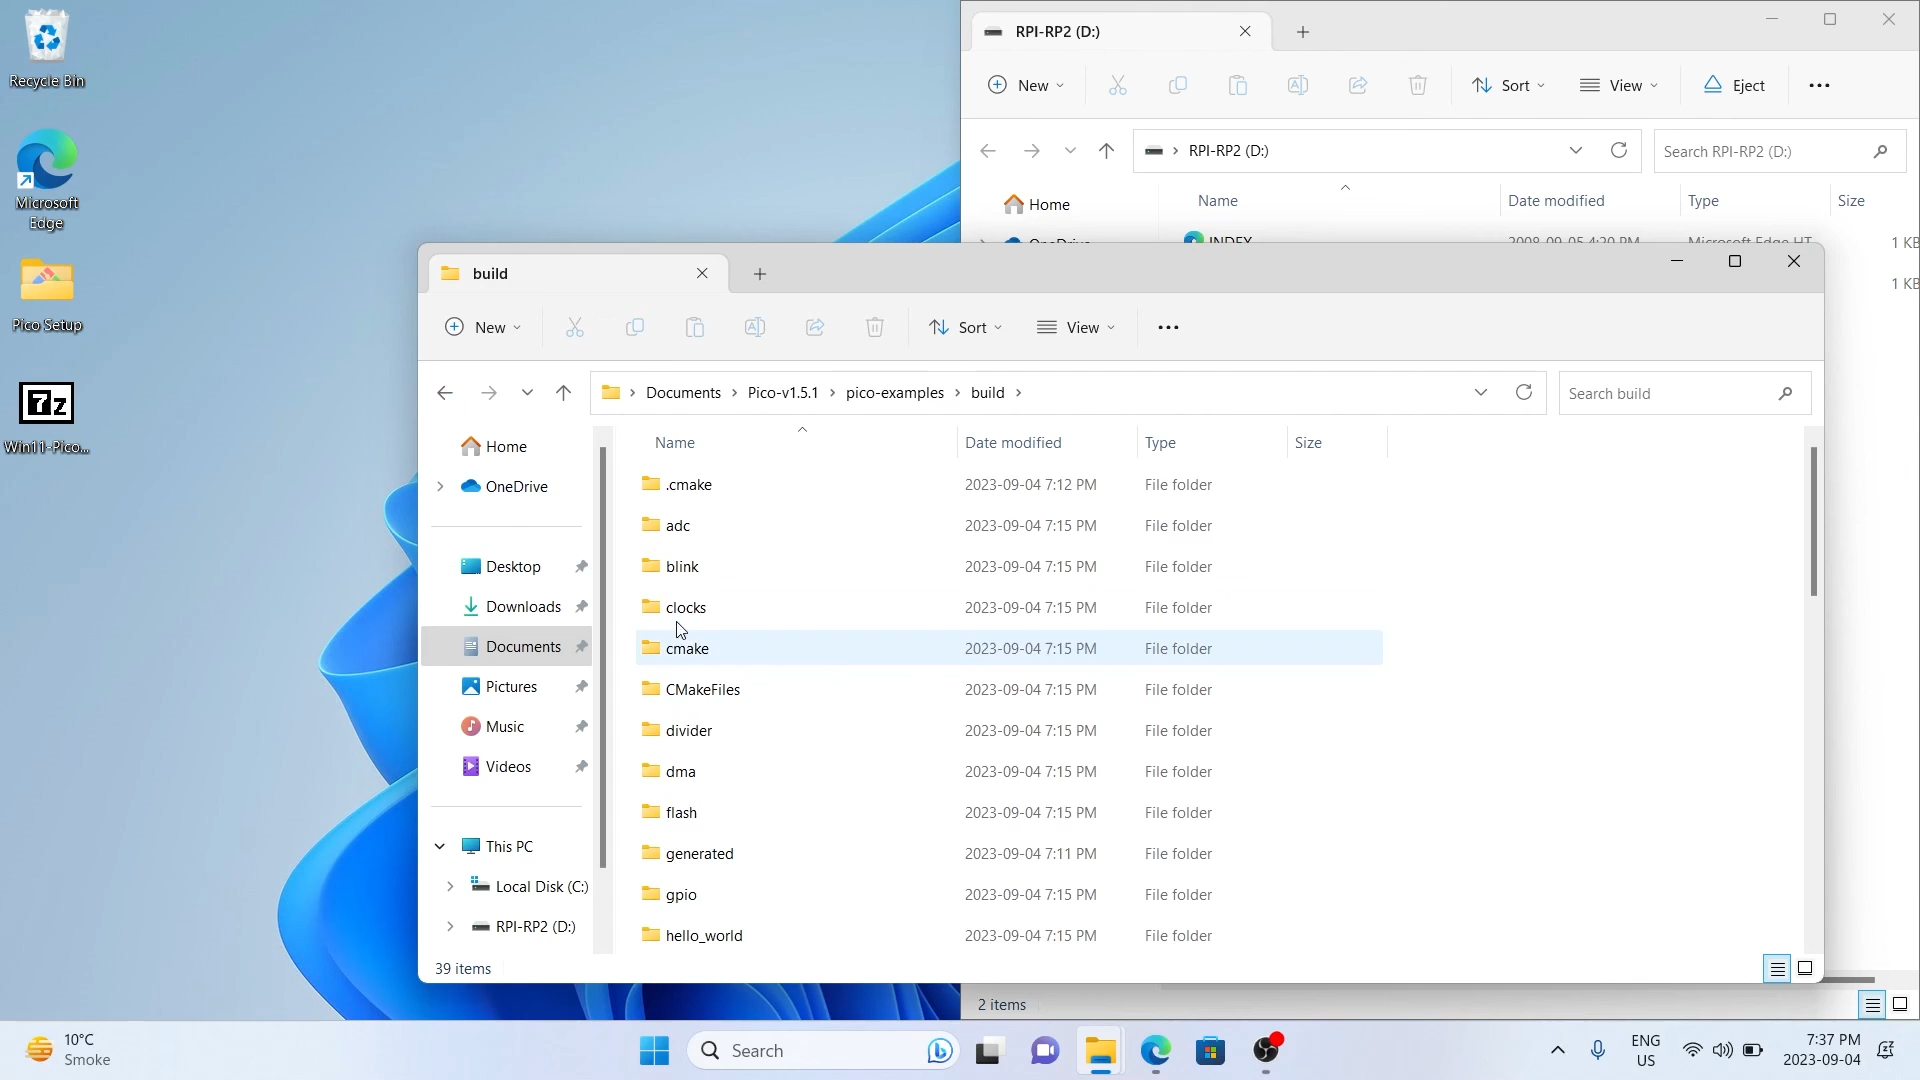 Recycle Bin
Microsoft
Edge
Pico Setup
7z
Win11-Pico...
RPI-RP2 (D:)
New
Sort
View
Eject
RPI-RP2 (D:)
Search RPI-RP2 (D:)
Home
Name
Date modified
Type
Size
OneDrive
INDEX
2008-09-05 4:20 PM
Microsoft Edge HT
1 KB
1 KB
build
New
Sort
View
Documents > Pico-v1.5.1 > pico-examples > build >
Search build
Home
OneDrive
Desktop
Downloads
Documents
Pictures
Music
Videos
This PC
Local Disk (C:)
RPI-RP2 (D:)
Name Date modified Type Size
.cmake 2023-09-04 7:12 PM File folder
adc 2023-09-04 7:15 PM File folder
blink 2023-09-04 7:15 PM File folder
clocks 2023-09-04 7:15 PM File folder
cmake 2023-09-04 7:15 PM File folder
CMakeFiles 2023-09-04 7:15 PM File folder
divider 2023-09-04 7:15 PM File folder
dma 2023-09-04 7:15 PM File folder
flash 2023-09-04 7:15 PM File folder
generated 2023-09-04 7:11 PM File folder
gpio 2023-09-04 7:15 PM File folder
hello_world 2023-09-04 7:15 PM File folder
39 items
2 items
10°C
Smoke
Search
ENG
US
7:37 PM
2023-09-04